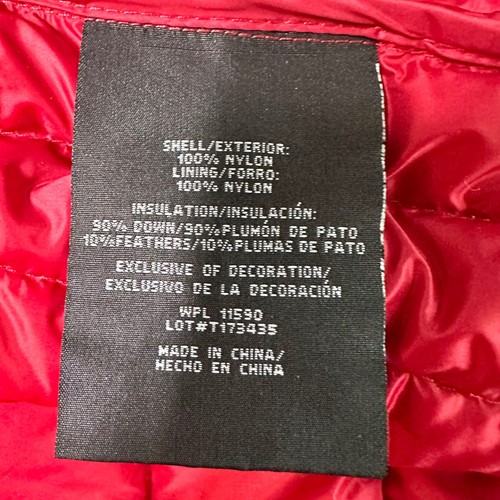 SHELL/EXTERIOR:
100% NYLON
LINING/FORRO:
100% NYLON
INSULATION/INSULACIÓN:
90% DOWN/90%PLUMÓN DE PATO
10%FEATHERS/10%PLUMAS DE PATO
EXCLUSIVE OF DECORATION/
EXCLUSIVO DE LA DECORACIÓN
WPL 11590
LOT#T173435
MADE IN CHINA/
HECHO EN CHINA